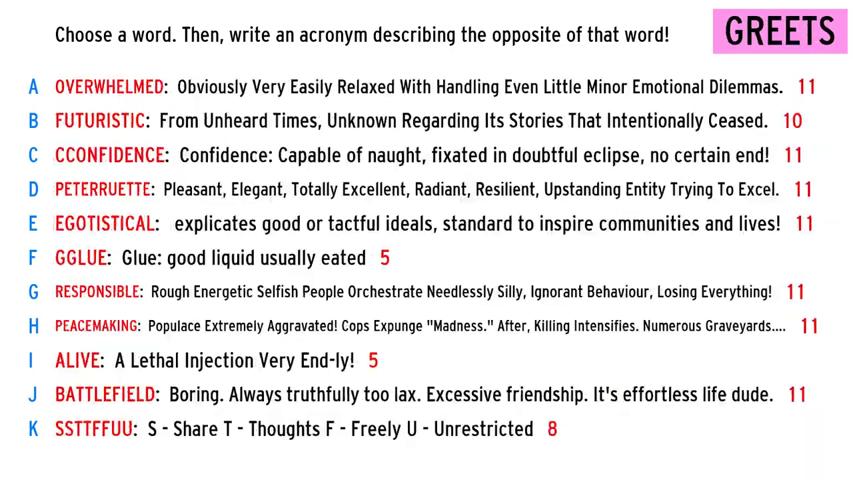 Choose a word. Then, write an acronym describing the opposite of that word!
GREETS
A OVERWHELMED: Obviously Very Easily Relaxed With Handling Even Little Minor Emotional Dilemmas. 11
B FUTURISTIC: From Unheard Times, Unknown Regarding Its Stories That Intentionally Ceased. 10
C CCONFIDENCE: Confidence: Capable of naught, fixated in doubtful eclipse, no certain end! 11
D PETERRUETTE: Pleasant, Elegant, Totally Excellent, Radiant, Resilient, Upstanding Entity Trying To Excel. 11
E EGOTISTICAL: explicates good or tactful ideals, standard to inspire communities and lives! 11
F GGLUE: Glue: good liquid usually eated 5
G RESPONSIBLE: Rough Energetic Selfish People Orchestrate Needlessly Silly, Ignorant Behaviour, Losing Everything! 11
H PEACEMAKING: Populace Extremely Aggravated! Cops Expunge "Madness." After, Killing Intensifies. Numerous Graveyards.... 11
I ALIVE: A Lethal Injection Very End-ly! 5
J BATTLEFIELD: Boring. Always truthfully too lax. Excessive friendship. It's effortless life dude. 11
K SSTTFFUU: S - Share T - Thoughts F - Freely U - Unrestricted 8